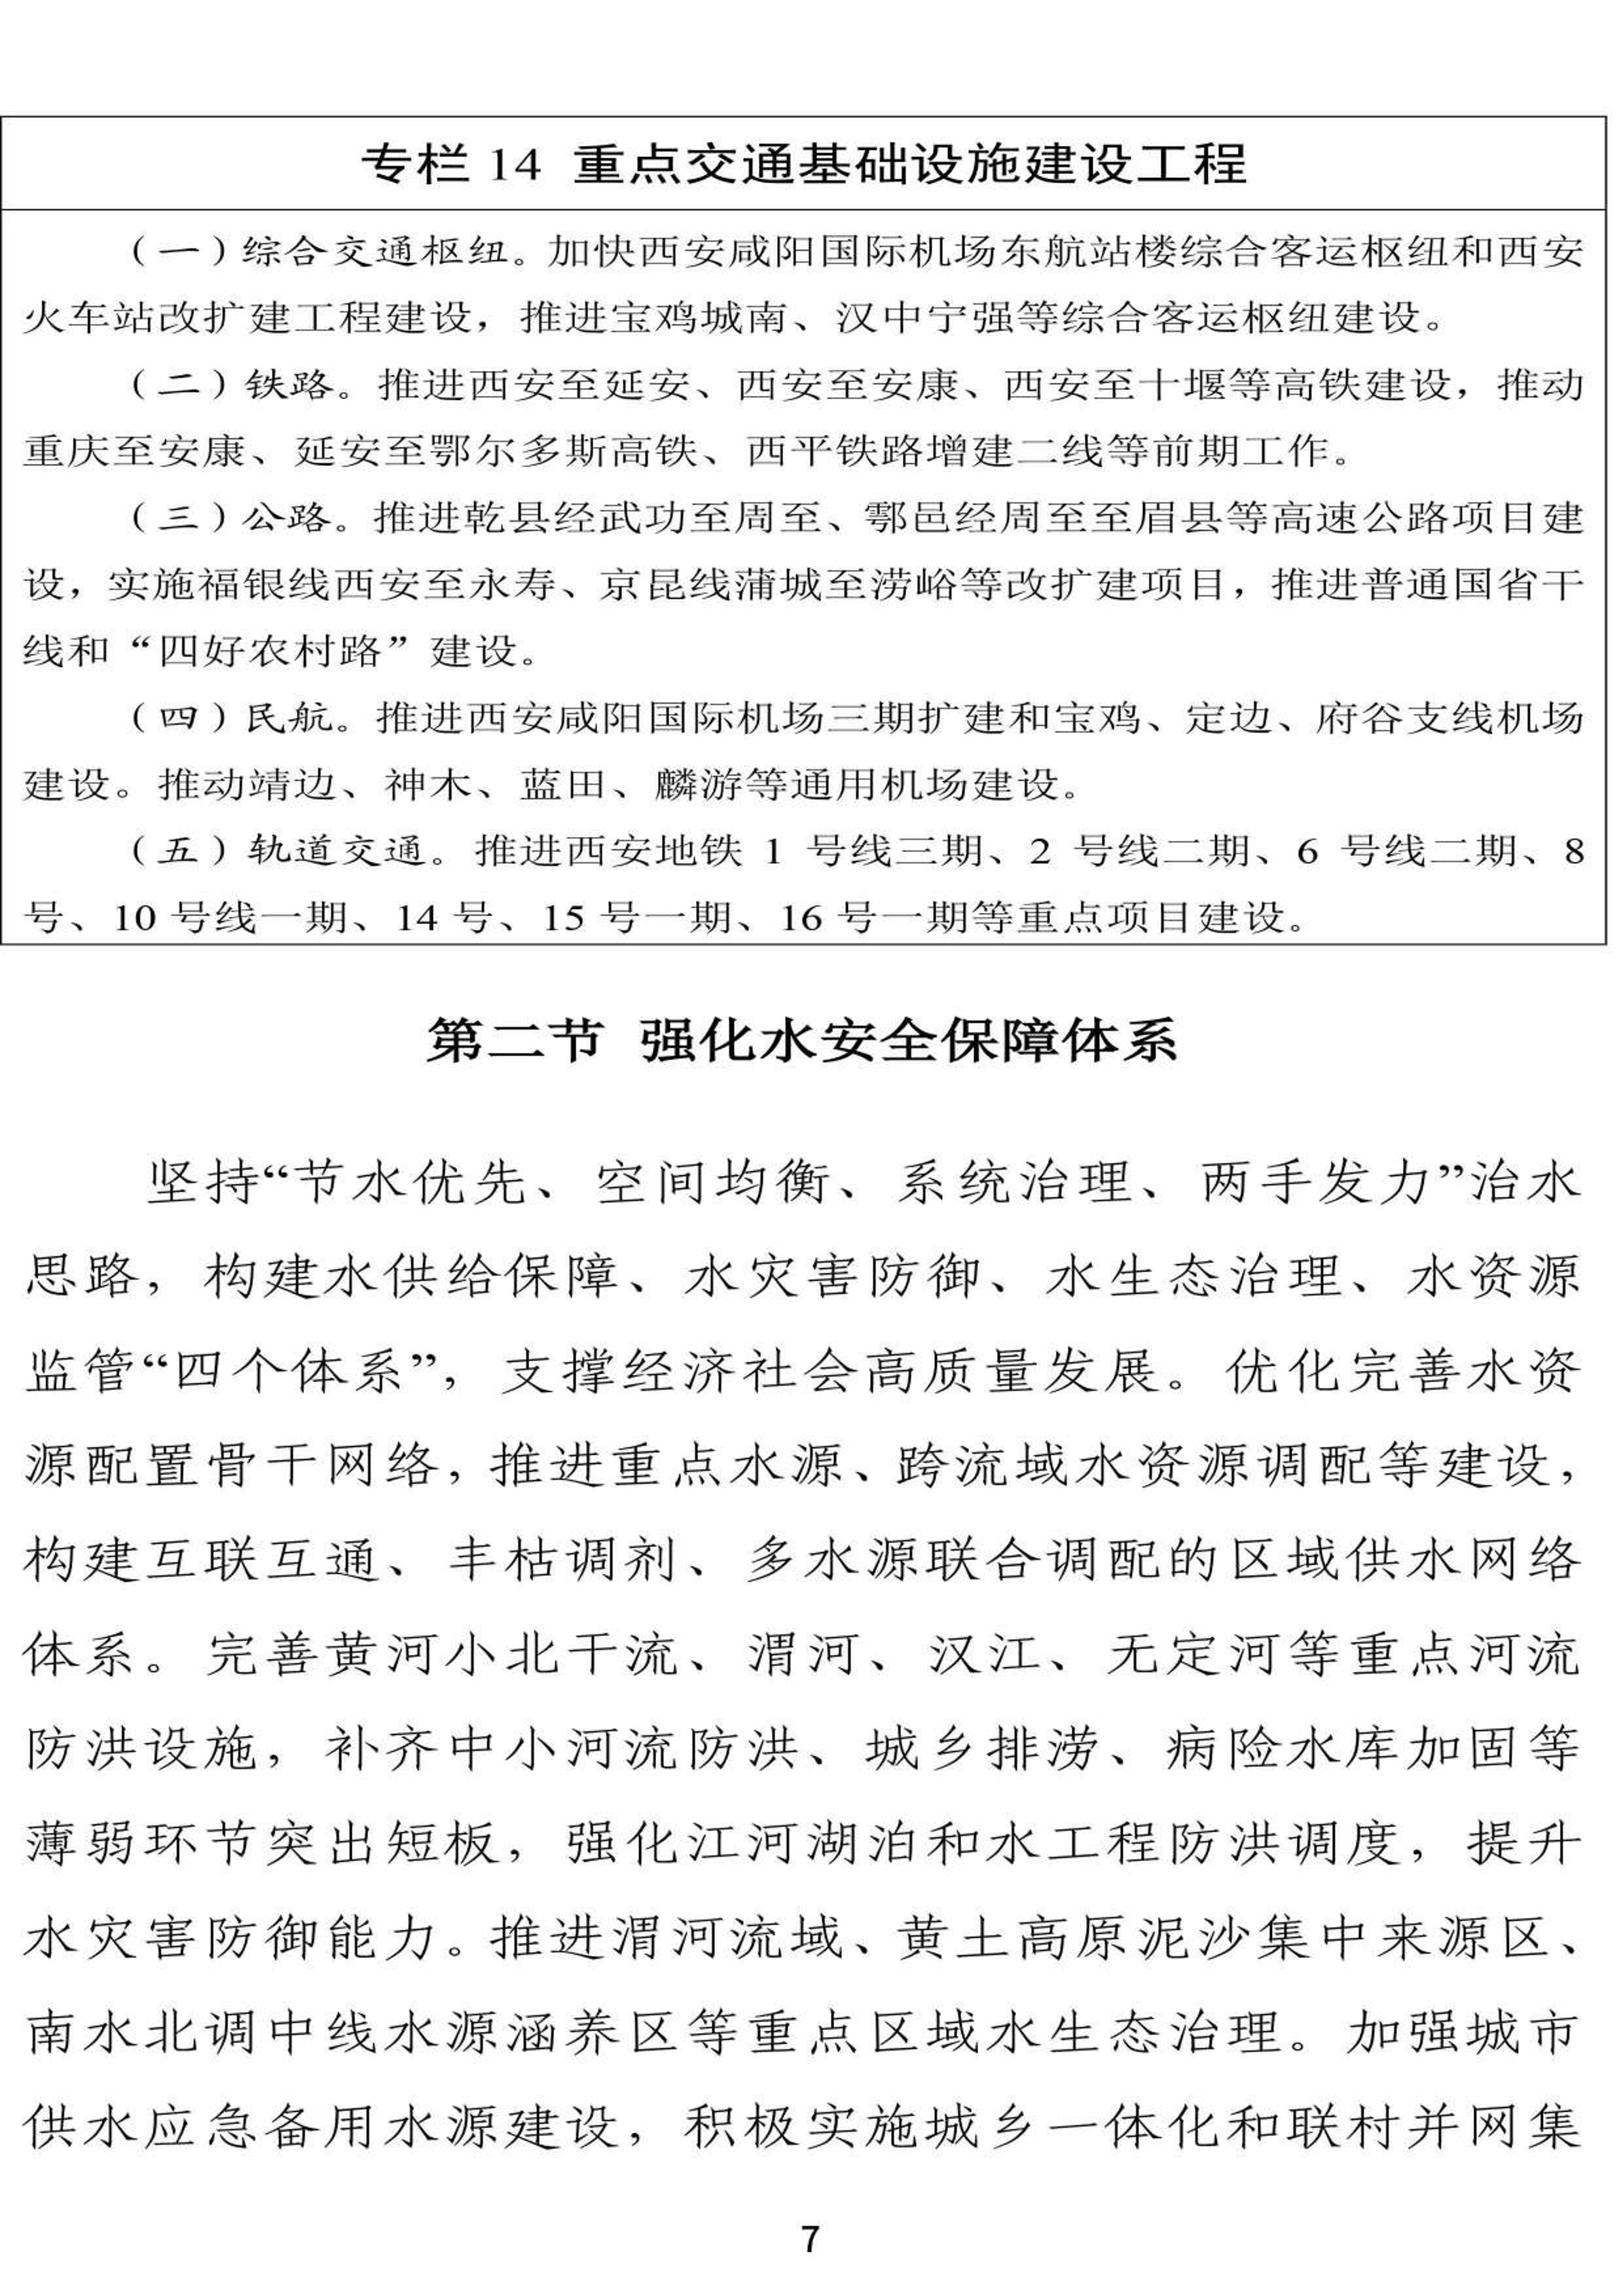 专栏 14 重点交通基础设施建设工程
（一）综合交通枢纽。加快西安咸阳国际机场东航站楼综合客运枢纽和西安
火车站改扩建工程建设，推进宝鸡城南、汉中宁强等综合客运枢纽建设。
（二）铁路。推进西安至延安、西安至安康、西安至十堰等高铁建设，推动
重庆至安康、延安至鄂尔多斯高铁、西平铁路增建二线等前期工作。
（三）公路。推进乾县经武功至周至、鄠邑经周至至眉县等高速公路项目建
设，实施福银线西安至永寿、京昆线蒲城至涝峪等改扩建项目，推进普通国省干
线和“四好农村路”建设。
（四）民航。推进西安咸阳国际机场三期扩建和宝鸡、定边、府谷支线机场
建设。推动靖边、神木、蓝田、麟游等通用机场建设。
（五）轨道交通。推进西安地铁 1 号线三期、2 号线二期、6 号线二期、8
号、10 号线一期、14 号、15 号一期、16 号一期等重点项目建设。
第二节 强化水安全保障体系
坚持“节水优先、空间均衡、系统治理、两手发力”治水
思路，构建水供给保障、水灾害防御、水生态治理、水资源
监管“四个体系”，支撑经济社会高质量发展。优化完善水资
源配置骨干网络，推进重点水源、跨流域水资源调配等建设，
构建互联互通、丰枯调剂、多水源联合调配的区域供水网络
体系。完善黄河小北干流、渭河、汉江、无定河等重点河流
防洪设施，补齐中小河流防洪、城乡排涝、病险水库加固等
薄弱环节突出短板，强化江河湖泊和水工程防洪调度，提升
水灾害防御能力。推进渭河流域、黄土高原泥沙集中来源区、
南水北调中线水源涵养区等重点区域水生态治理。加强城市
供水应急备用水源建设，积极实施城乡一体化和联村并网集
7